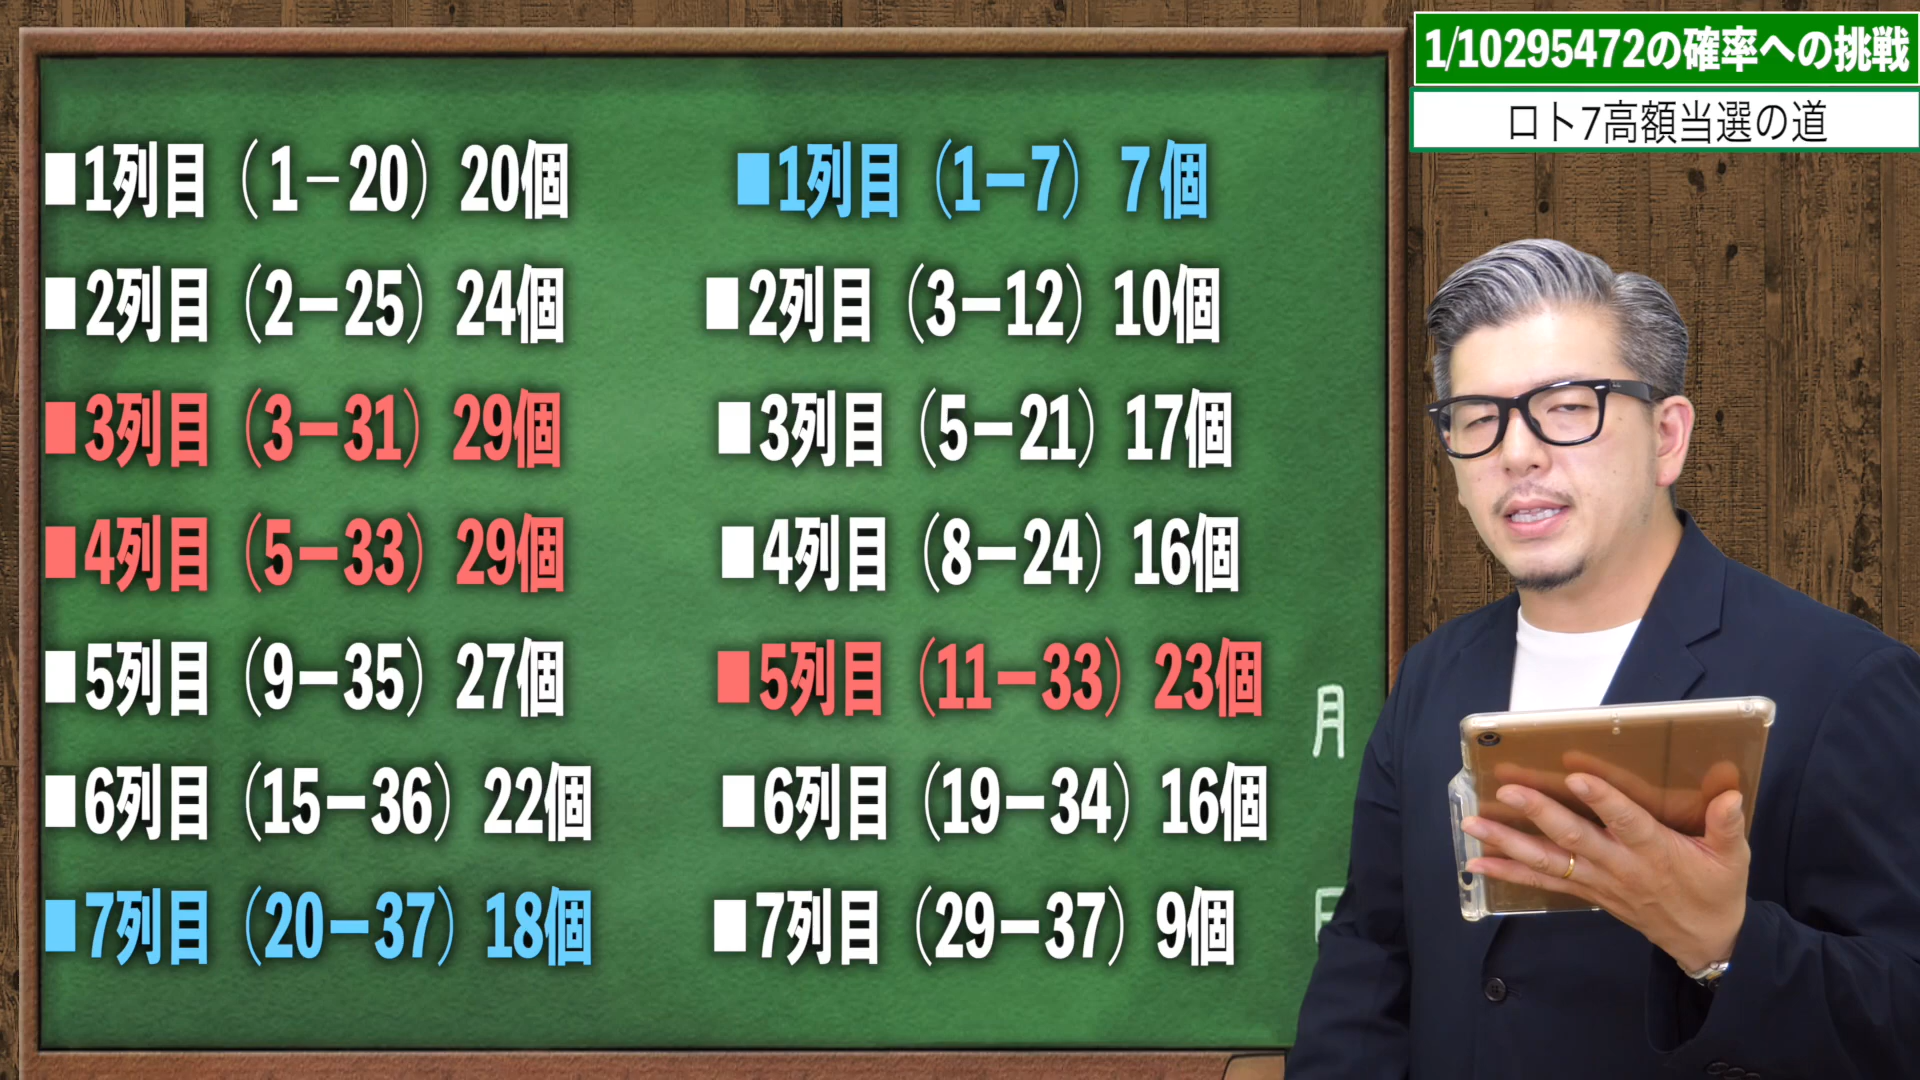 1/10295472の確率への挑戦
ロト7高額当選の道
■1列目（1－20）20個
■2列目（2－25）24個
■3列目（3－31）29個
■4列目（5－33）29個
■5列目（9－35）27個
■6列目（15－36）22個
■7列目（20－37）18個
■1列目（1－7）7個
■2列目（3－12）10個
■3列目（5－21）17個
■4列目（8－24）16個
■5列目（11－33）23個
■6列目（19－34）16個
■7列目（29－37）9個
月
日